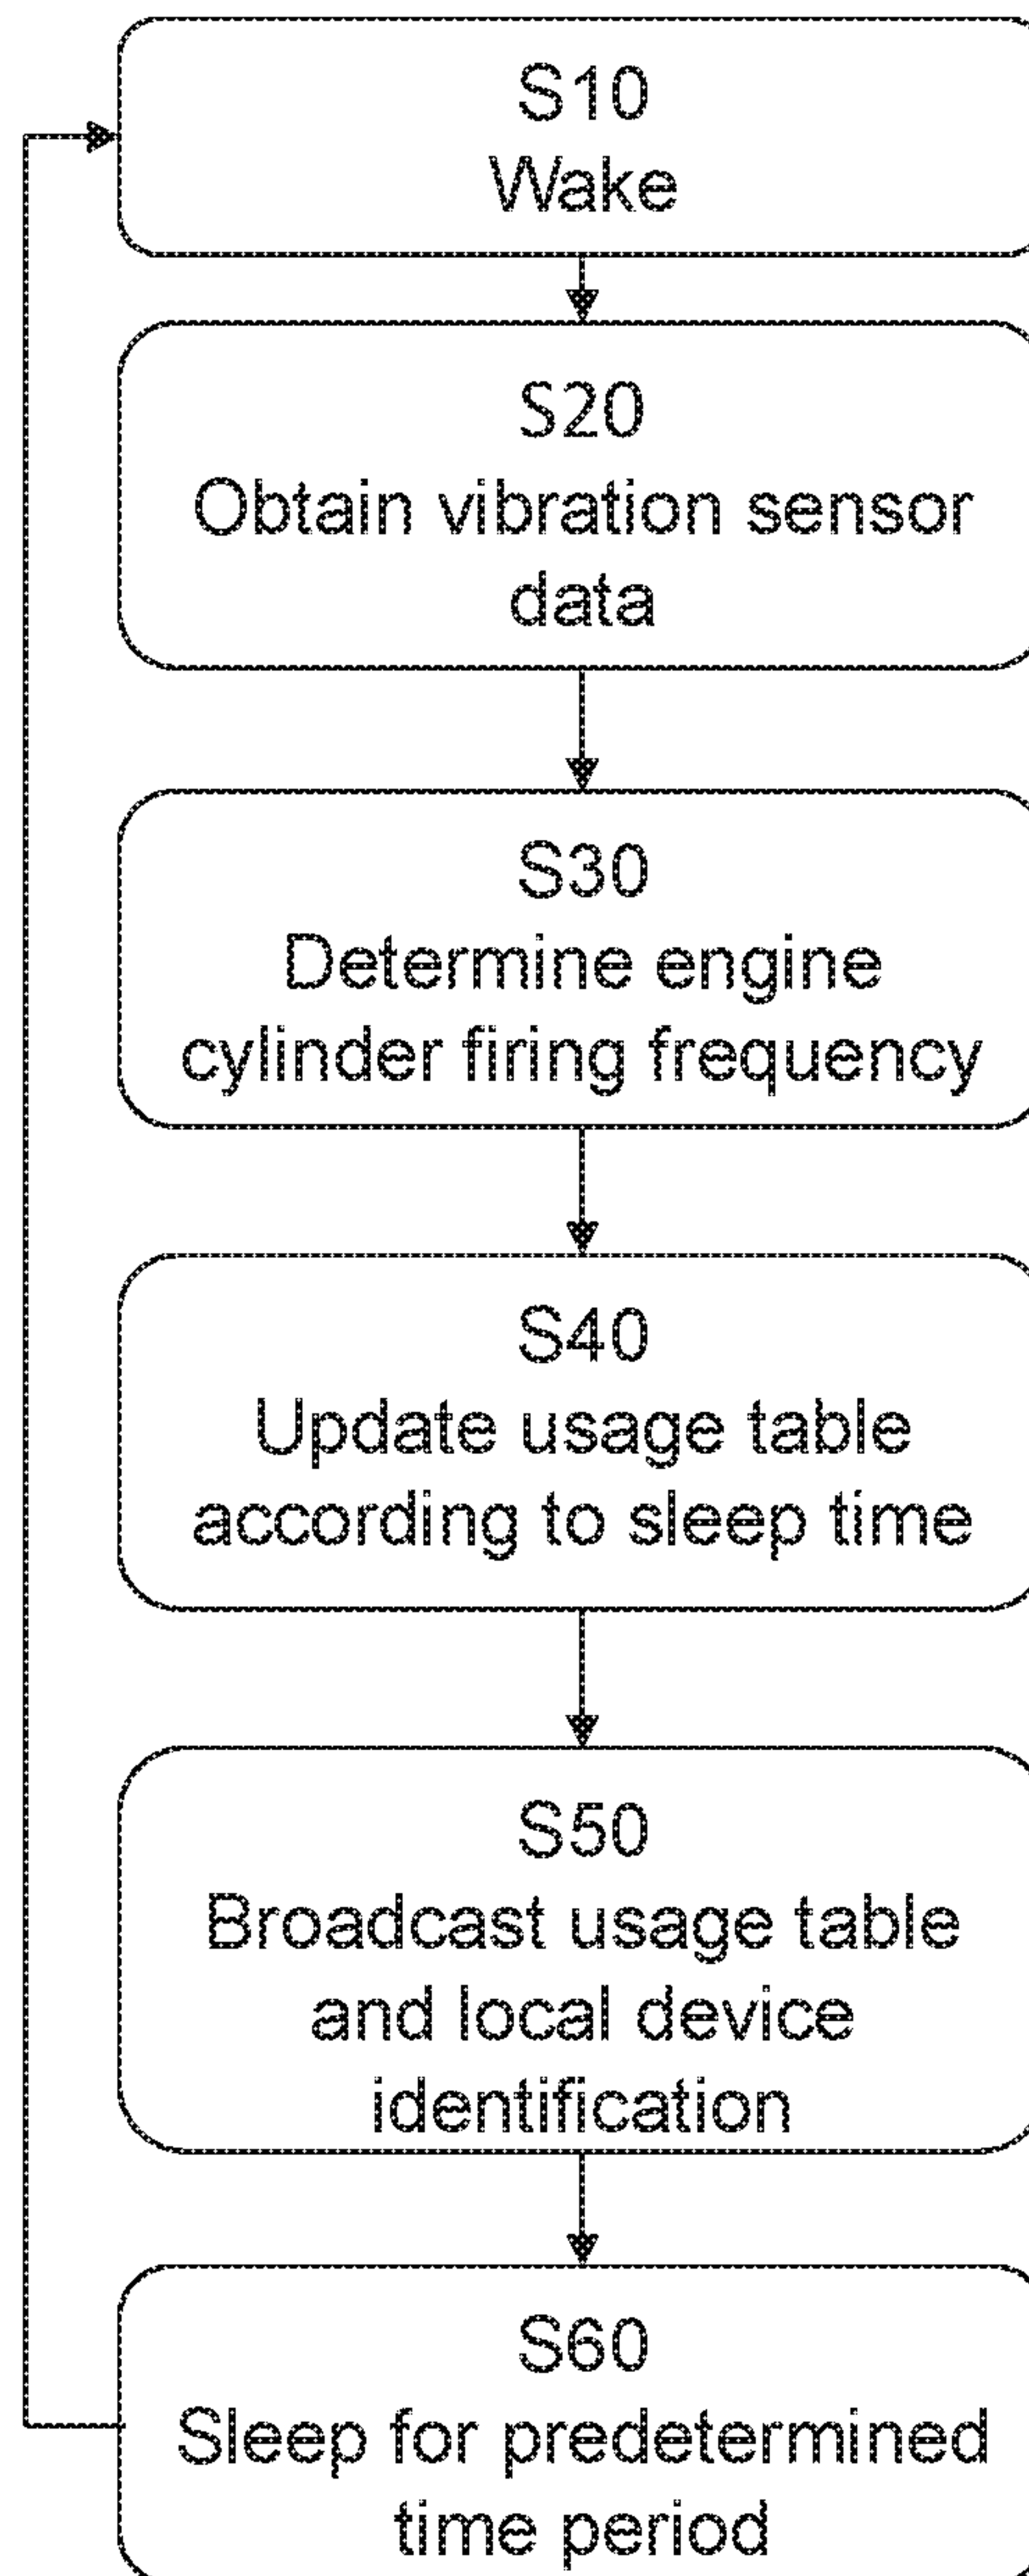 S10
Wake
S20
Obtain vibration sensor
data
S30
Determine engine
cylinder firing frequency
S40
Update usage table
according to sleep time
S50
Broadcast usage table
and local device
identification
S60
Sleep for predetermined
time period